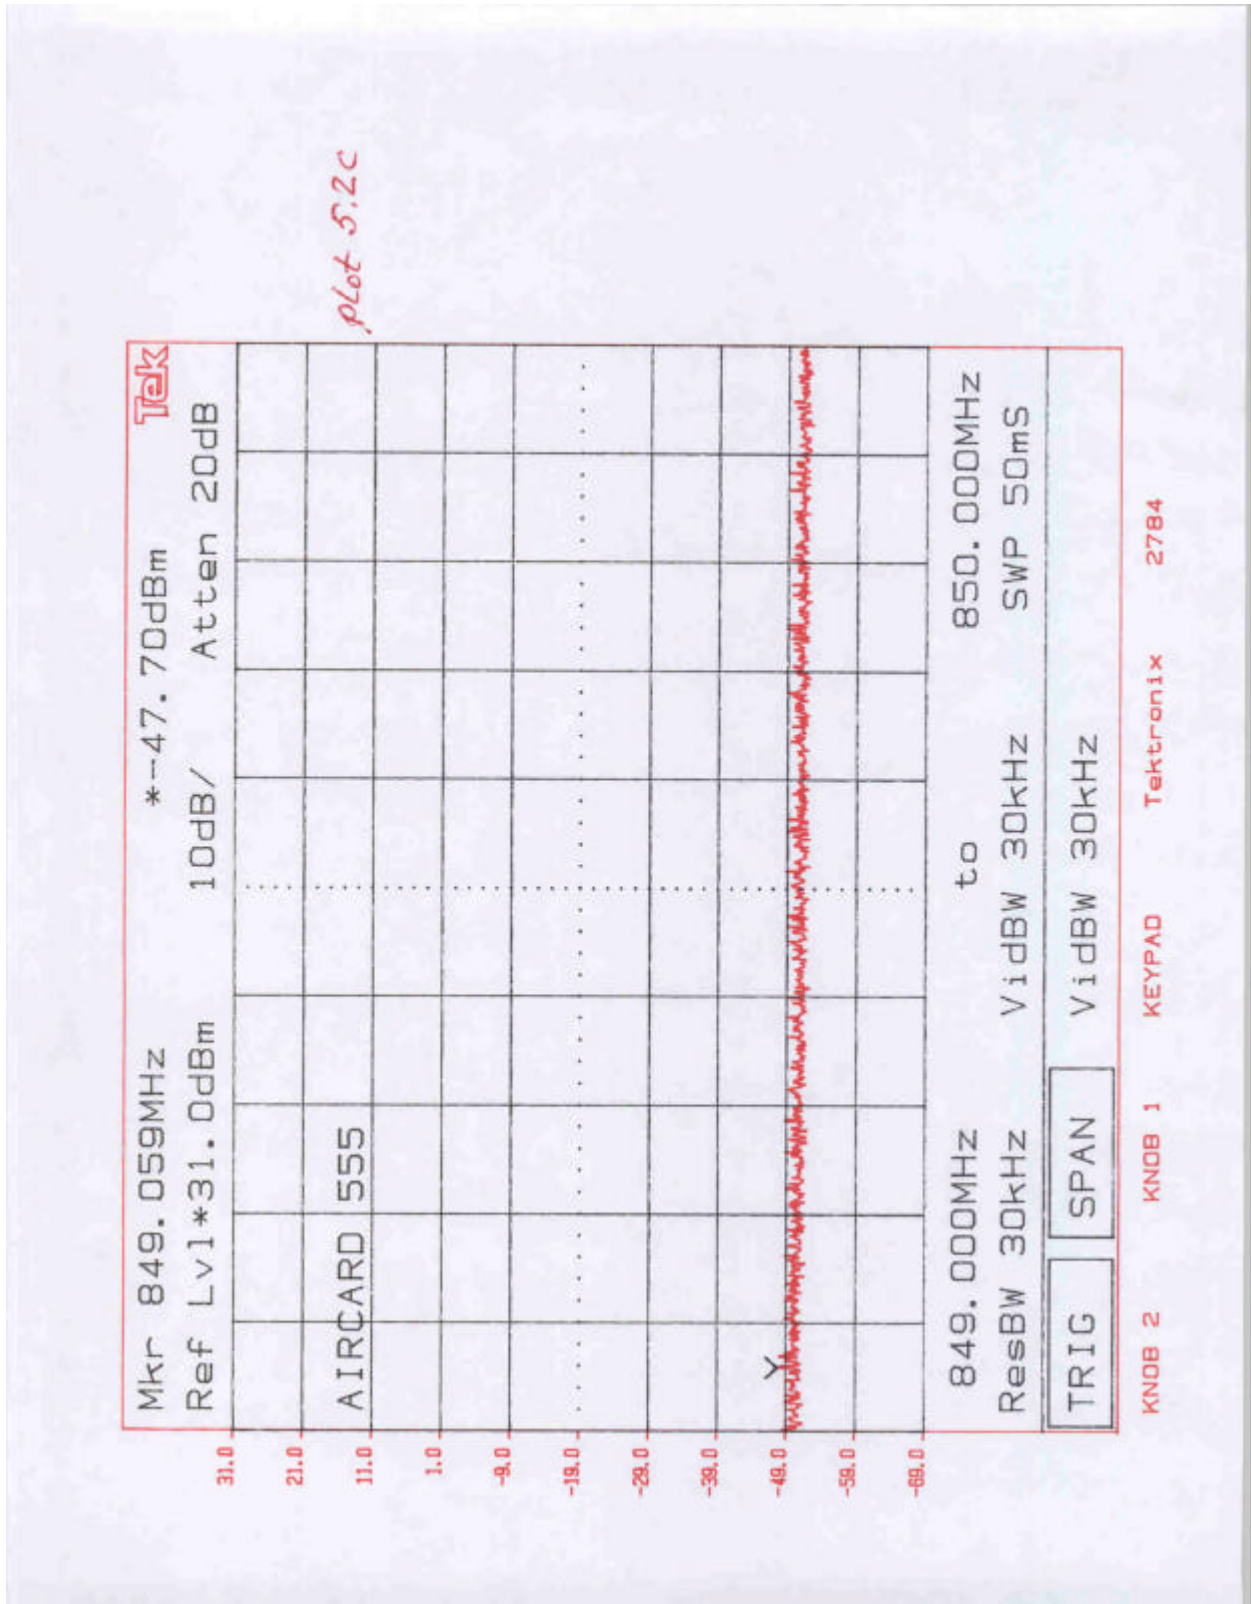 plot 5.2c
Mkr 849.059MHz *-47.70dBm Tek
Ref Lvl*31.0dBm 10dB/ Atten 20dB
31.0
21.0
AIRCARD 555
11.0
1.0
-9.0
-19.0
-29.0
-39.0
-49.0
-59.0
-69.0
849.000MHz to 850.000MHz
ResBW 30kHz VidBW 30kHz SWP 50mS
TRIG SPAN VidBW 30kHz
KNOB 2 KNOB 1 KEYPAD Tektronix 2784